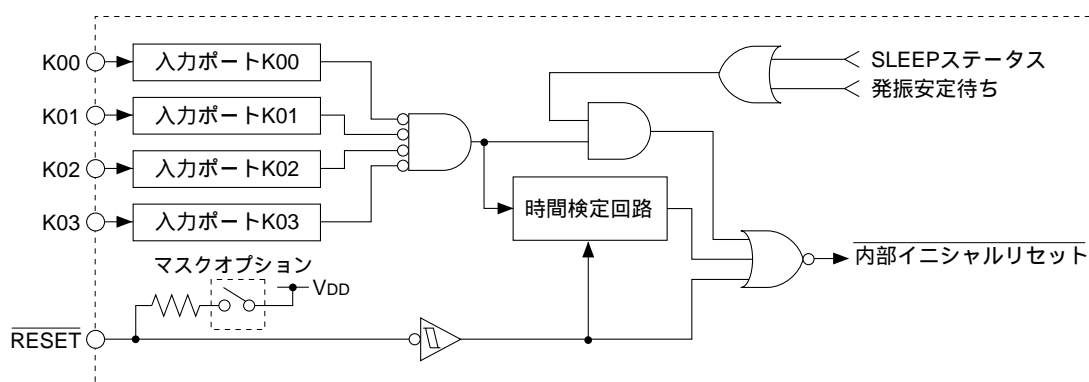 K00
入力ポートK00
K01
入力ポートK01
K02
入力ポートK02
K03
入力ポートK03
SLEEPステータス
発振安定待ち
時間検定回路
内部イニシャルリセット
マスクオプション
VDD
RESET